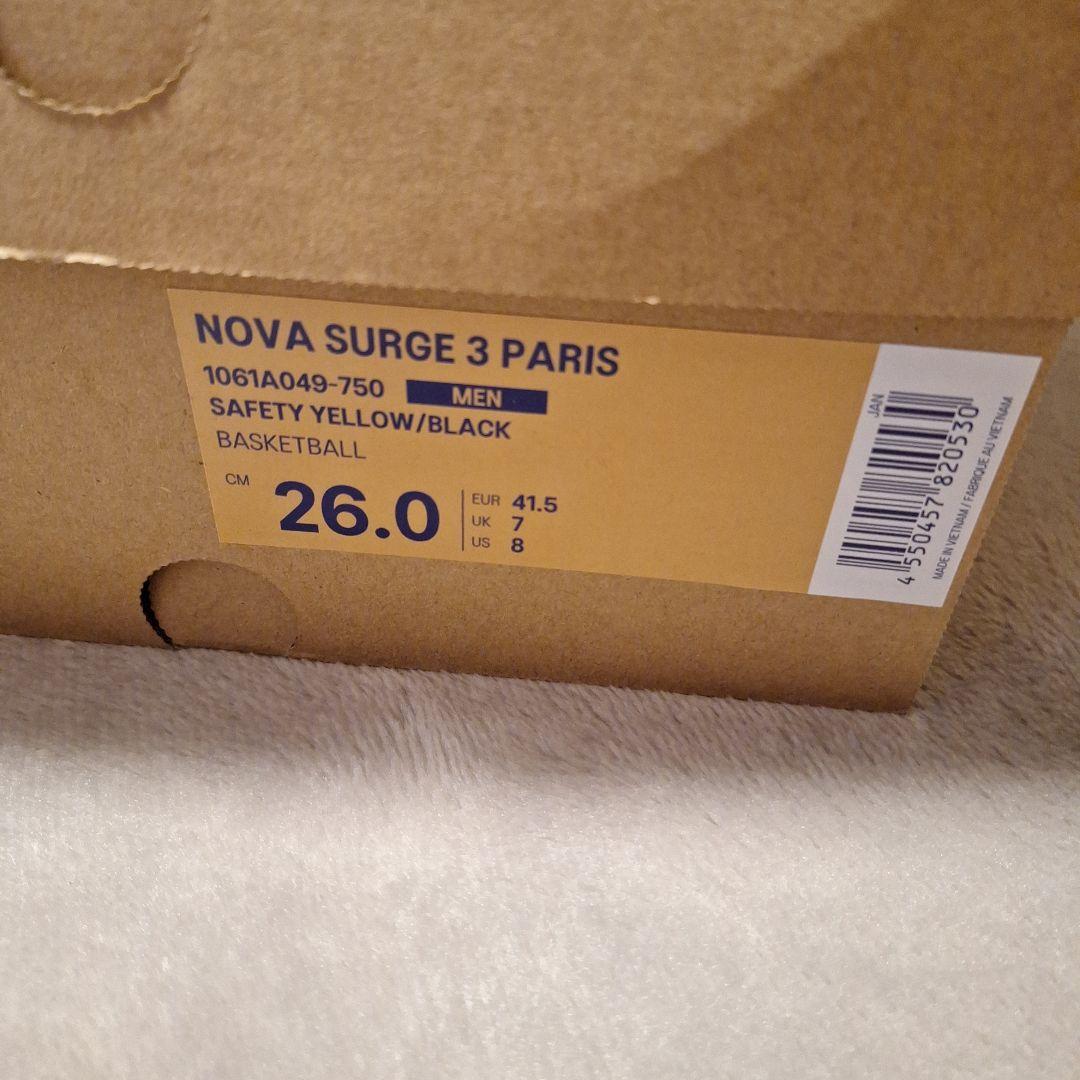 NOVA SURGE 3 PARIS
1061A049-750 MEN
SAFETY YELLOW/BLACK
BASKETBALL
CM 26.0
EUR 41.5
UK 7
US 8
JAN
4 550457 820530
MADE IN VIETNAM / FABRIQUE AU VIETNAM